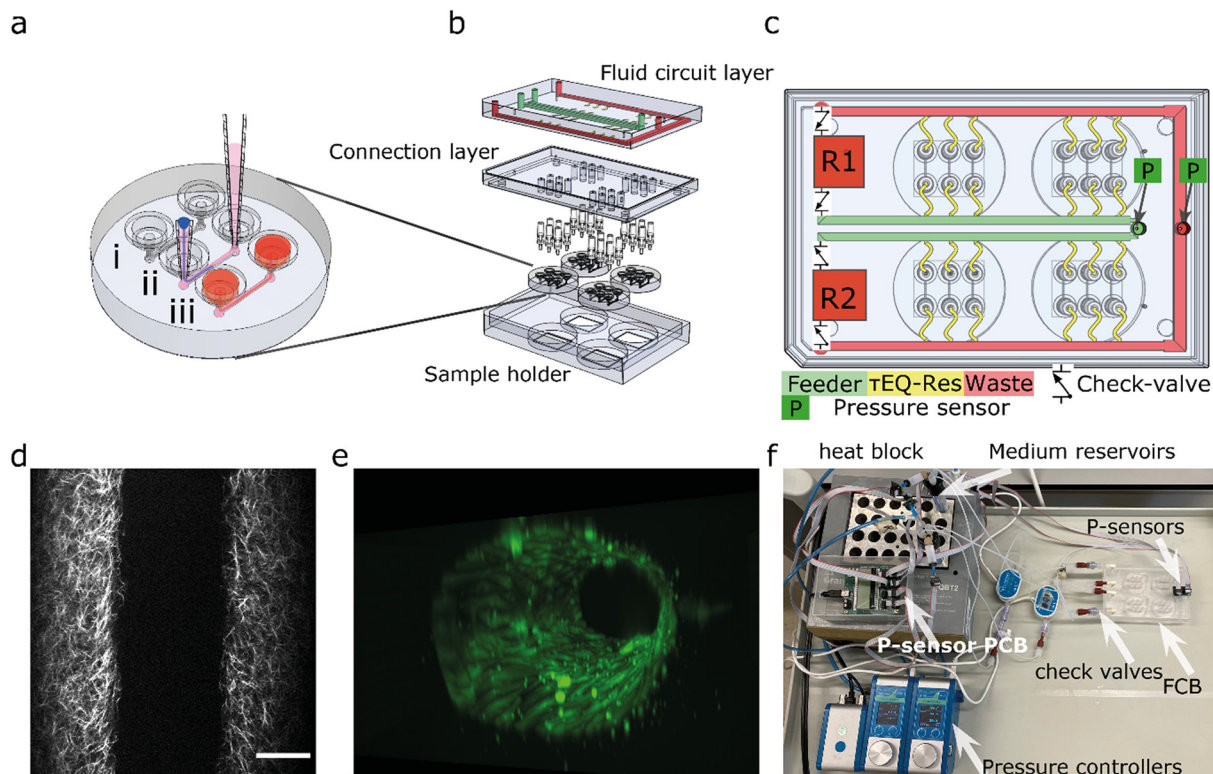 a
b
c
Fluid circuit layer
Connection layer
Sample holder
i
ii
iii
R1
R2
P
P
Feeder τEQ-Res Waste Check-valve
P Pressure sensor
d
e
f
heat block Medium reservoirs
P-sensors
QBT2
P-sensor PCB
check valves
FCB
Pressure controllers